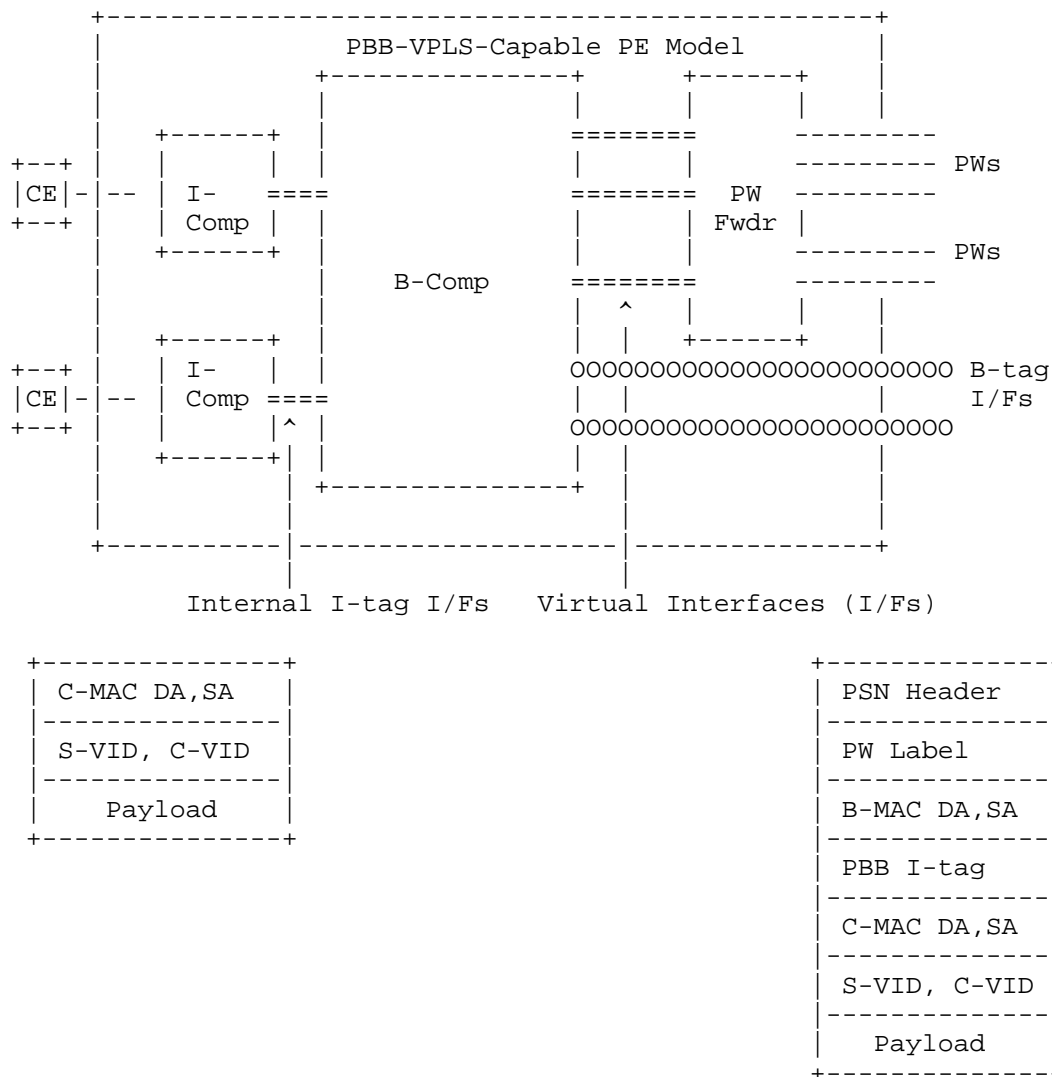 PBB-VPLS-Capable PE Model
PWs
CE I- PW
Comp Fwdr
PWs
B-Comp
I- B-tag
CE Comp I/Fs
Internal I-tag I/Fs Virtual Interfaces (I/Fs)
C-MAC DA,SA PSN Header
S-VID, C-VID PW Label
Payload B-MAC DA,SA
PBB I-tag
C-MAC DA,SA
S-VID, C-VID
Payload